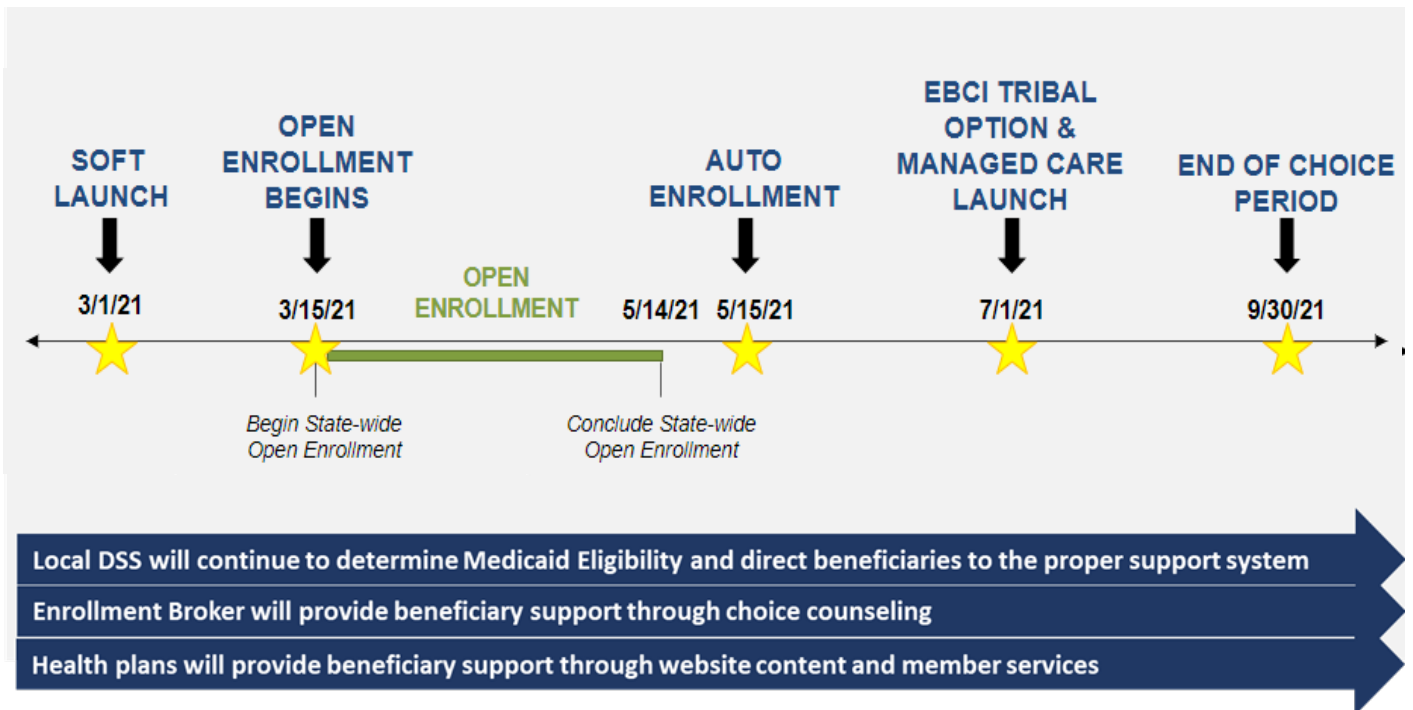 SOFT
LAUNCH
3/1/21
OPEN
ENROLLMENT
BEGINS
3/15/21
OPEN
ENROLLMENT
5/14/21
AUTO
ENROLLMENT
5/15/21
EBCI TRIBAL
OPTION &
MANAGED CARE
LAUNCH
7/1/21
END OF CHOICE
PERIOD
9/30/21
Begin State-wide
Open Enrollment
Conclude State-wide
Open Enrollment
Local DSS will continue to determine Medicaid Eligibility and direct beneficiaries to the proper support system
Enrollment Broker will provide beneficiary support through choice counseling
Health plans will provide beneficiary support through website content and member services